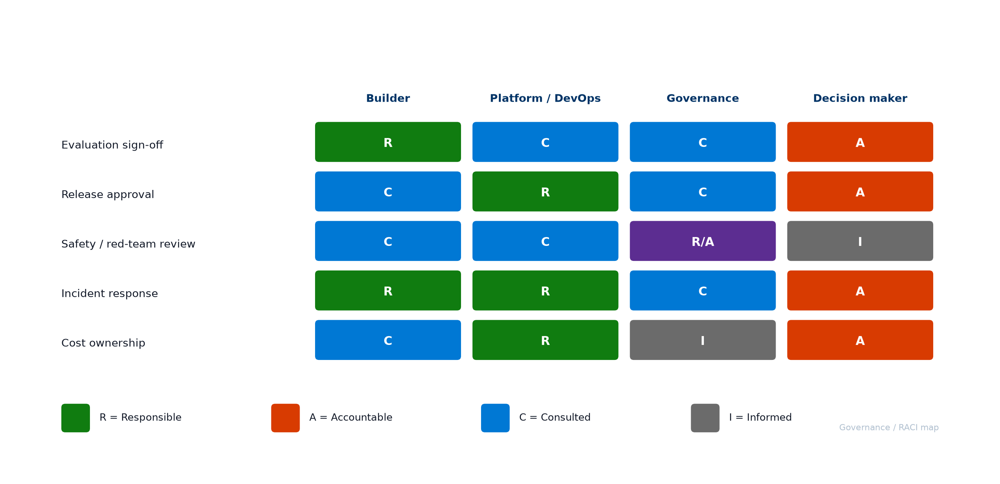 Builder Platform / DevOps Governance Decision maker
Evaluation sign-off R C C A
Release approval C R C A
Safety / red-team review C C R/A I
Incident response R R C A
Cost ownership C R I A
R = Responsible A = Accountable C = Consulted I = Informed
Governance / RACI map